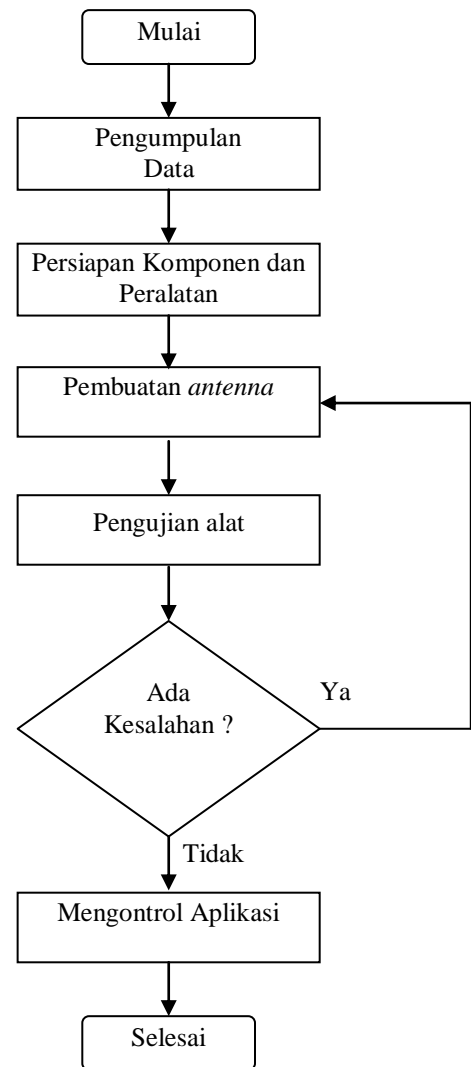 Mulai
Pengumpulan
Data
Persiapan Komponen dan
Peralatan
Pembuatan antenna
Pengujian alat
Ada
Kesalahan ?
Ya
Tidak
Mengontrol Aplikasi
Selesai